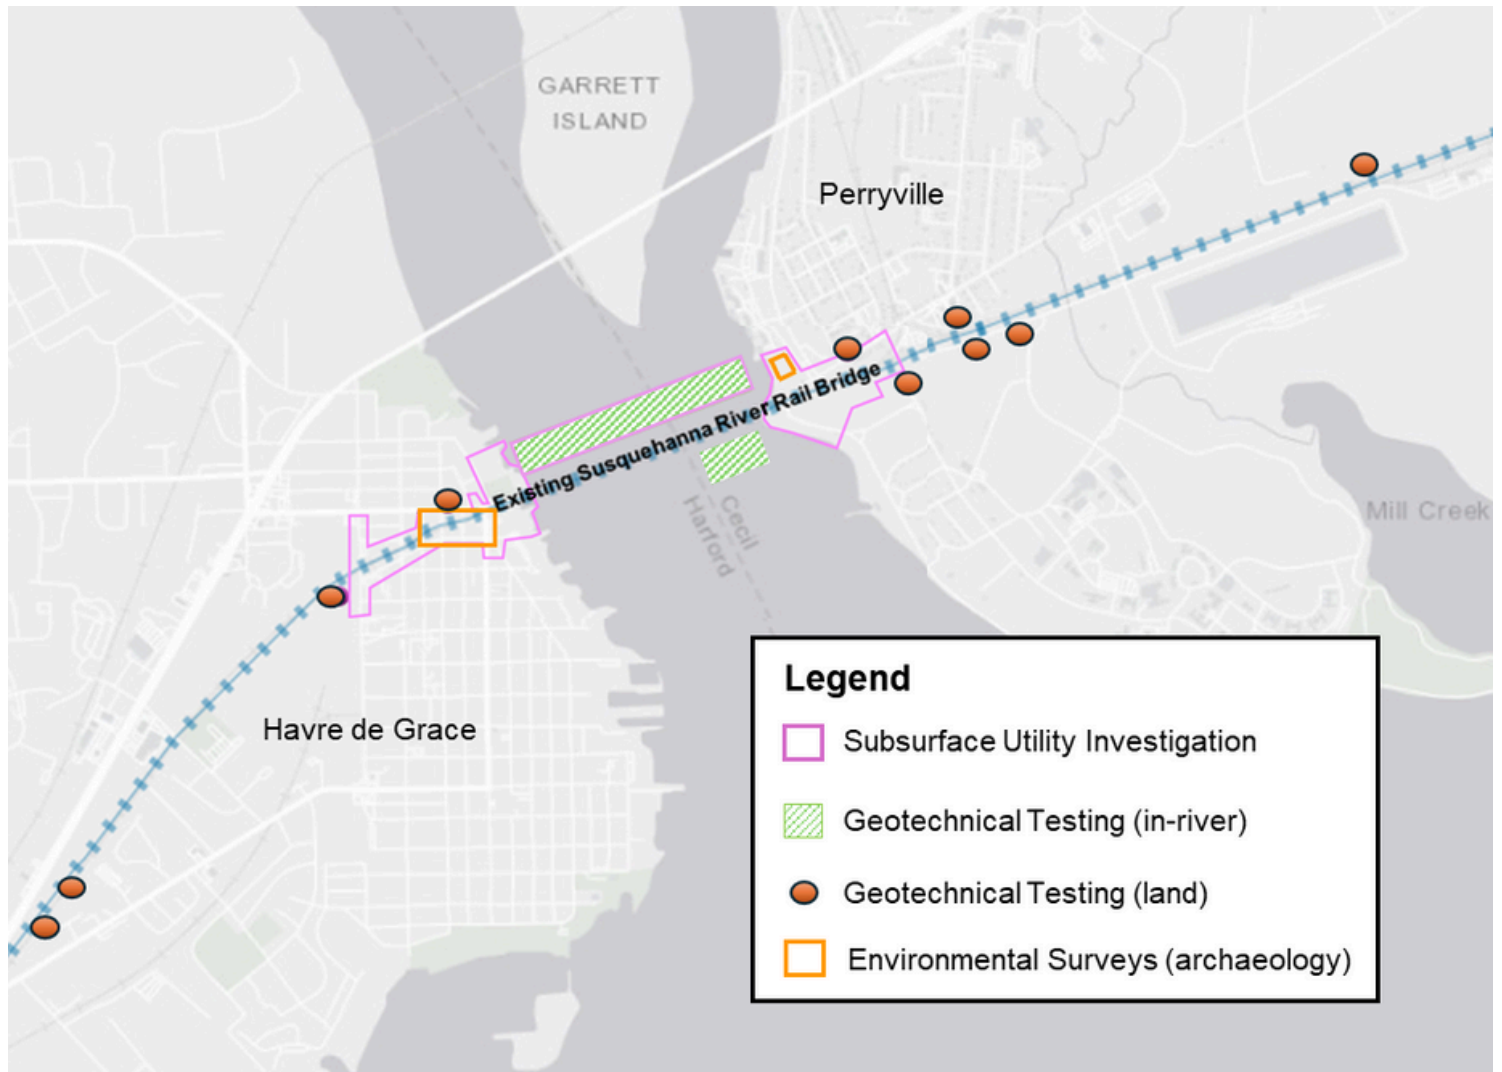 GARRETT
ISLAND
Perryville
Existing Susquehanna River Rail Bridge
Cecil
Harford
Mill Creek
Havre de Grace
Legend
Subsurface Utility Investigation
Geotechnical Testing (in-river)
Geotechnical Testing (land)
Environmental Surveys (archaeology)